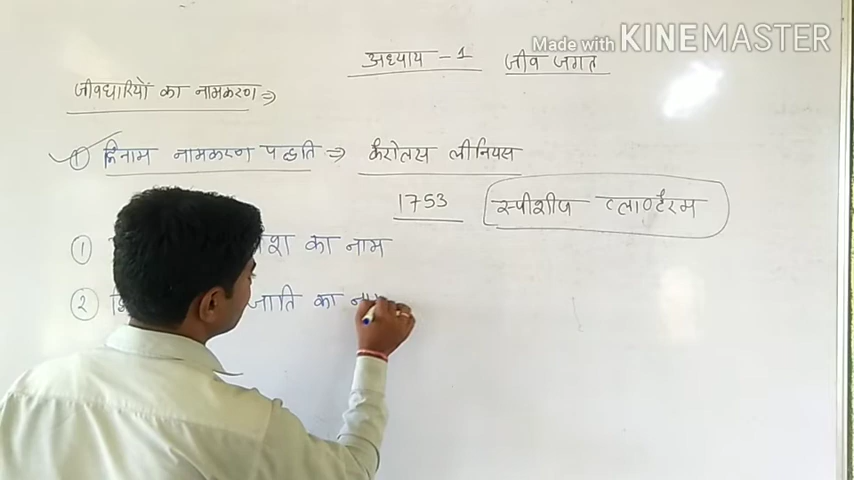 Made with KINEMASTER
अध्याय - 1 जीव जगत
जीवधारियों का नामकरण ⇒
① द्विनाम नामकरण पद्धति ⇒ कैरोलस लीनियस
1753 स्पीशीज प्लाण्टैरम
① का नाम
② जाति का